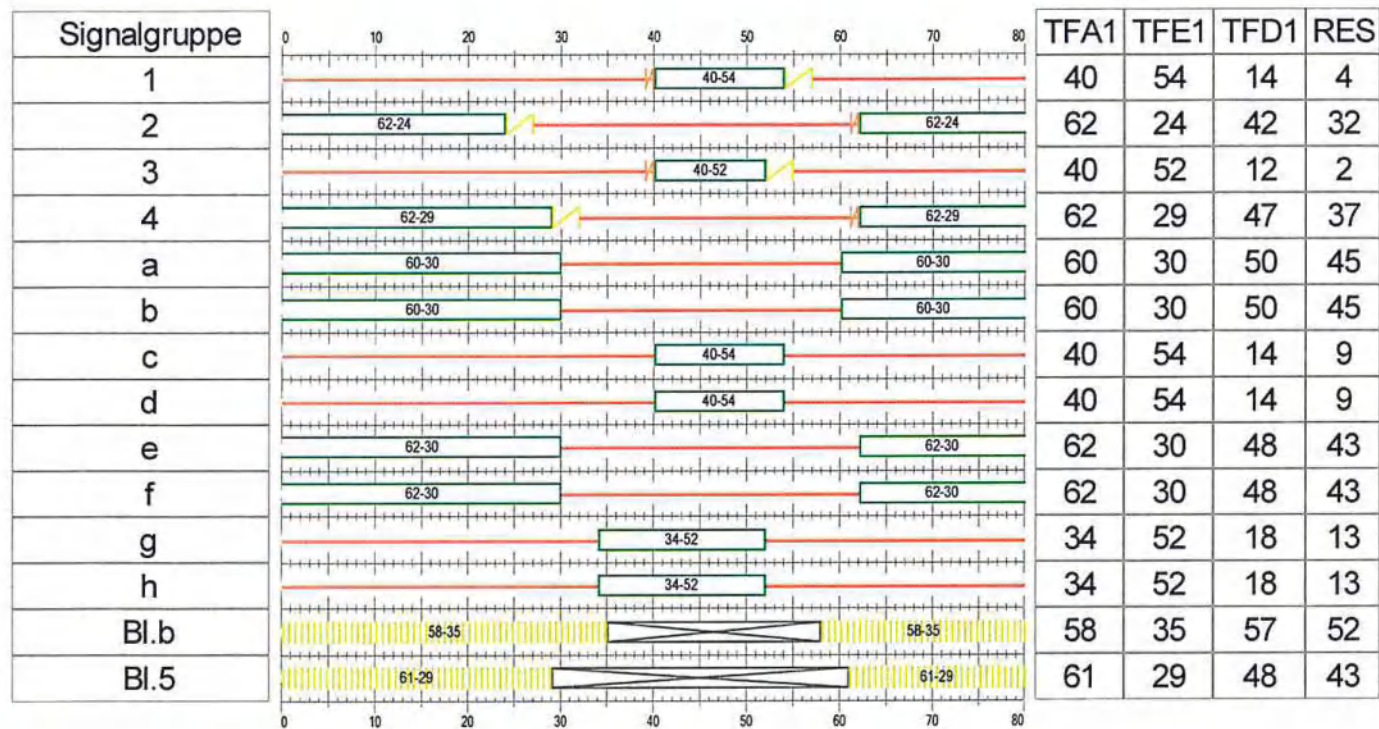 Signalgruppe 0 10 20 30 40 50 60 70 80 TFA1 TFE1 TFD1 RES
1 40-54 40 54 14 4
2 62-24 62-24 62 24 42 32
3 40-52 40 52 12 2
4 62-29 62-29 62 29 47 37
a 60-30 60-30 60 30 50 45
b 60-30 60-30 60 30 50 45
c 40-54 40 54 14 9
d 40-54 40 54 14 9
e 62-30 62-30 62 30 48 43
f 62-30 62-30 62 30 48 43
g 34-52 34 52 18 13
h 34-52 34 52 18 13
Bl.b 58-35 58-35 58 35 57 52
Bl.5 61-29 61-29 61 29 48 43
0 10 20 30 40 50 60 70 80